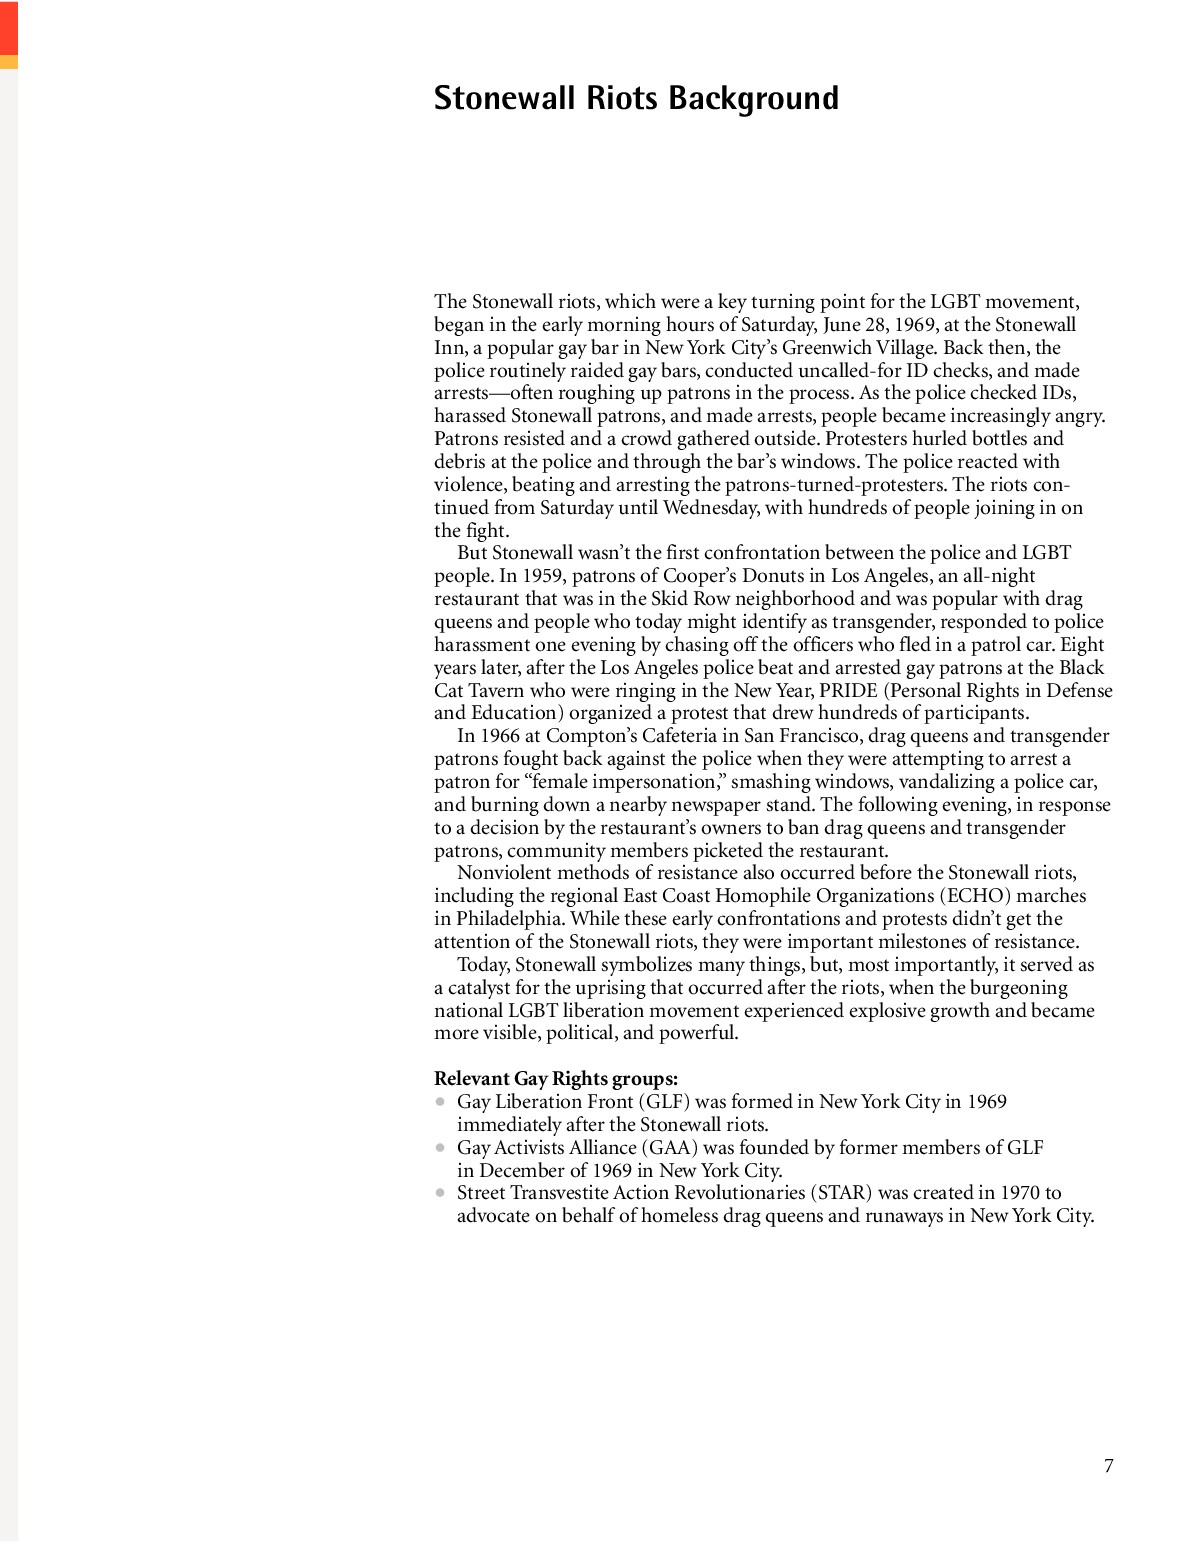 Stonewall Riots Background
The Stonewall riots, which were a key turning point for the LGBT movement,
began in the early morning hours of Saturday, June 28, 1969, at the Stonewall
Inn, a popular gay bar in New York City’s Greenwich Village. Back then, the
police routinely raided gay bars, conducted uncalled-for ID checks, and made
arrests—often roughing up patrons in the process. As the police checked IDs,
harassed Stonewall patrons, and made arrests, people became increasingly angry.
Patrons resisted and a crowd gathered outside. Protesters hurled bottles and
debris at the police and through the bar’s windows. The police reacted with
violence, beating and arresting the patrons-turned-protesters. The riots con-
tinued from Saturday until Wednesday, with hundreds of people joining in on
the fight.
But Stonewall wasn’t the first confrontation between the police and LGBT
people. In 1959, patrons of Cooper’s Donuts in Los Angeles, an all-night
restaurant that was in the Skid Row neighborhood and was popular with drag
queens and people who today might identify as transgender, responded to police
harassment one evening by chasing off the officers who fled in a patrol car. Eight
years later, after the Los Angeles police beat and arrested gay patrons at the Black
Cat Tavern who were ringing in the New Year, PRIDE (Personal Rights in Defense
and Education) organized a protest that drew hundreds of participants.
In 1966 at Compton’s Cafeteria in San Francisco, drag queens and transgender
patrons fought back against the police when they were attempting to arrest a
patron for “female impersonation,” smashing windows, vandalizing a police car,
and burning down a nearby newspaper stand. The following evening, in response
to a decision by the restaurant’s owners to ban drag queens and transgender
patrons, community members picketed the restaurant.
Nonviolent methods of resistance also occurred before the Stonewall riots,
including the regional East Coast Homophile Organizations (ECHO) marches
in Philadelphia. While these early confrontations and protests didn’t get the
attention of the Stonewall riots, they were important milestones of resistance.
Today, Stonewall symbolizes many things, but, most importantly, it served as
a catalyst for the uprising that occurred after the riots, when the burgeoning
national LGBT liberation movement experienced explosive growth and became
more visible, political, and powerful.
Relevant Gay Rights groups:
● Gay Liberation Front (GLF) was formed in New York City in 1969
immediately after the Stonewall riots.
● Gay Activists Alliance (GAA) was founded by former members of GLF
in December of 1969 in New York City.
● Street Transvestite Action Revolutionaries (STAR) was created in 1970 to
advocate on behalf of homeless drag queens and runaways in New York City.
7